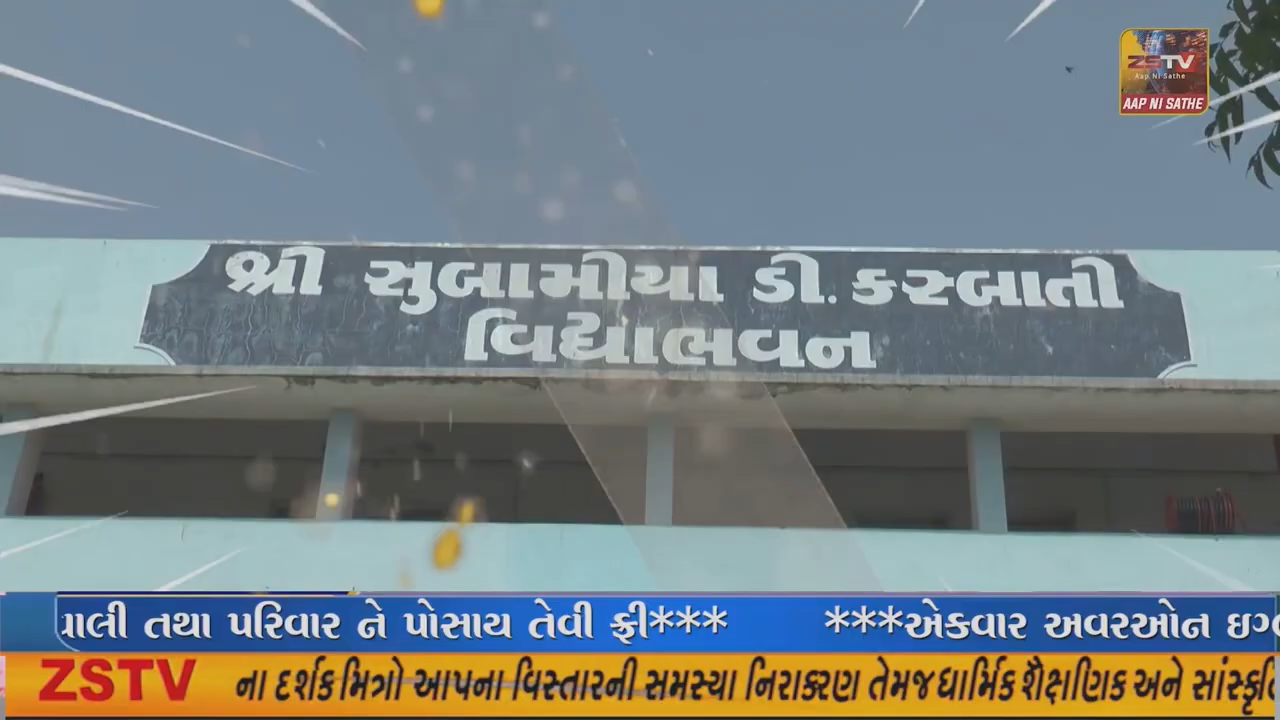 ZSTV
Aap Ni Sathe
AAP NI SATHE
શ્રી સુબામીયા ડી. કરબાતી
વિદ્યાભવન
તથા પરિવાર ને પોસાય તેવી ફ્રી*** ***એકવાર અવરઓન
ZSTV ના દર્શક મિત્રો આપના વિસ્તારની સમસ્યા નિરાકરણ તેમજ ધાર્મિક શૈક્ષણિક અને